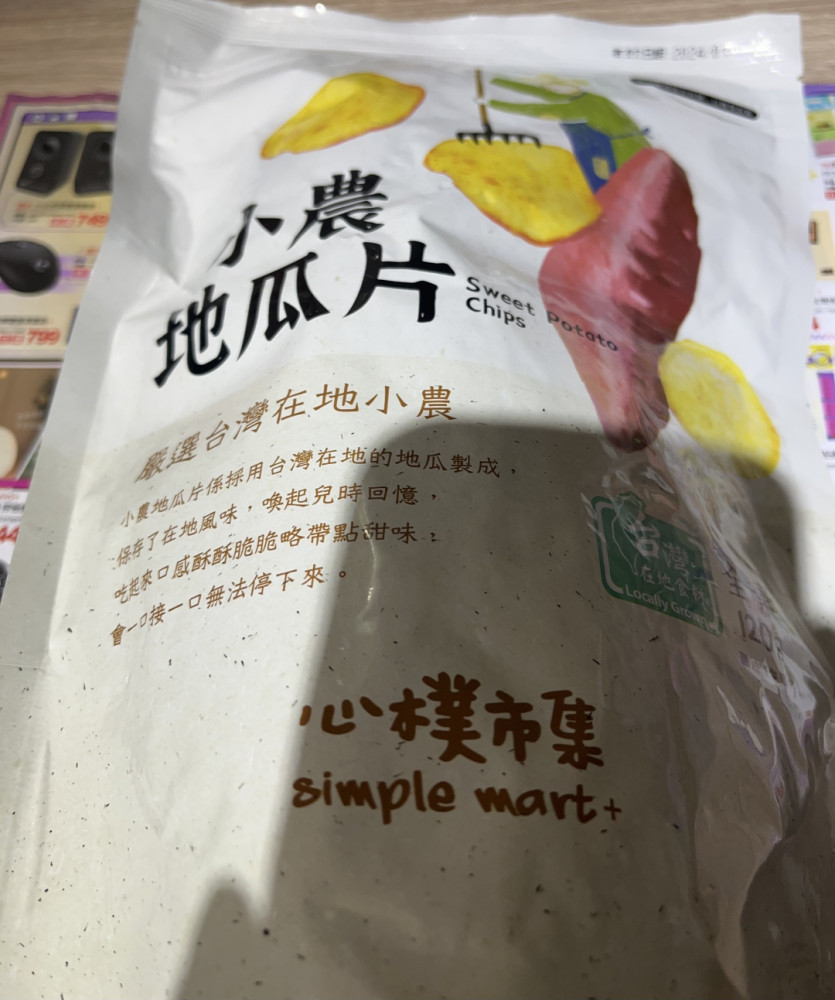 小農
地瓜片
Sweet Potato
Chips
嚴選台灣在地小農
小農地瓜片係採用台灣在地的地瓜製成，
保存了在地風味，喚起兒時回憶，
吃起來口感酥酥脆脆略帶點甜味；
會一口接一口無法停下來。
台灣
在地食材
Locally Grown
120
心樸市集
simple mart+
749
799